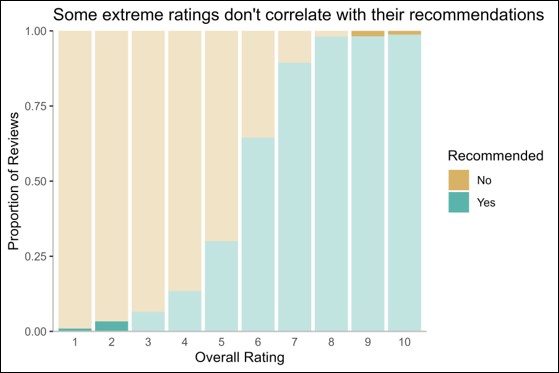 Some extreme ratings don't correlate with their recommendations
Proportion of Reviews
1.00
0.75
0.50
0.25
0.00
1 2 3 4 5 6 7 8 9 10
Overall Rating
Recommended
No
Yes